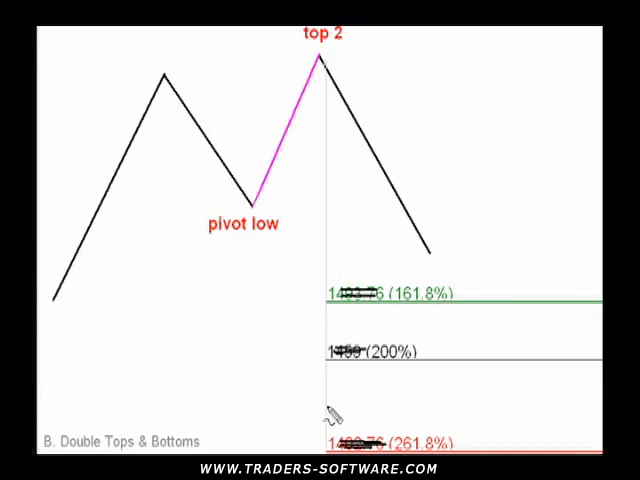 top 2
pivot low
(161.8%)
(200%)
(261.8%)
B. Double Tops & Bottoms
WWW.TRADERS-SOFTWARE.COM